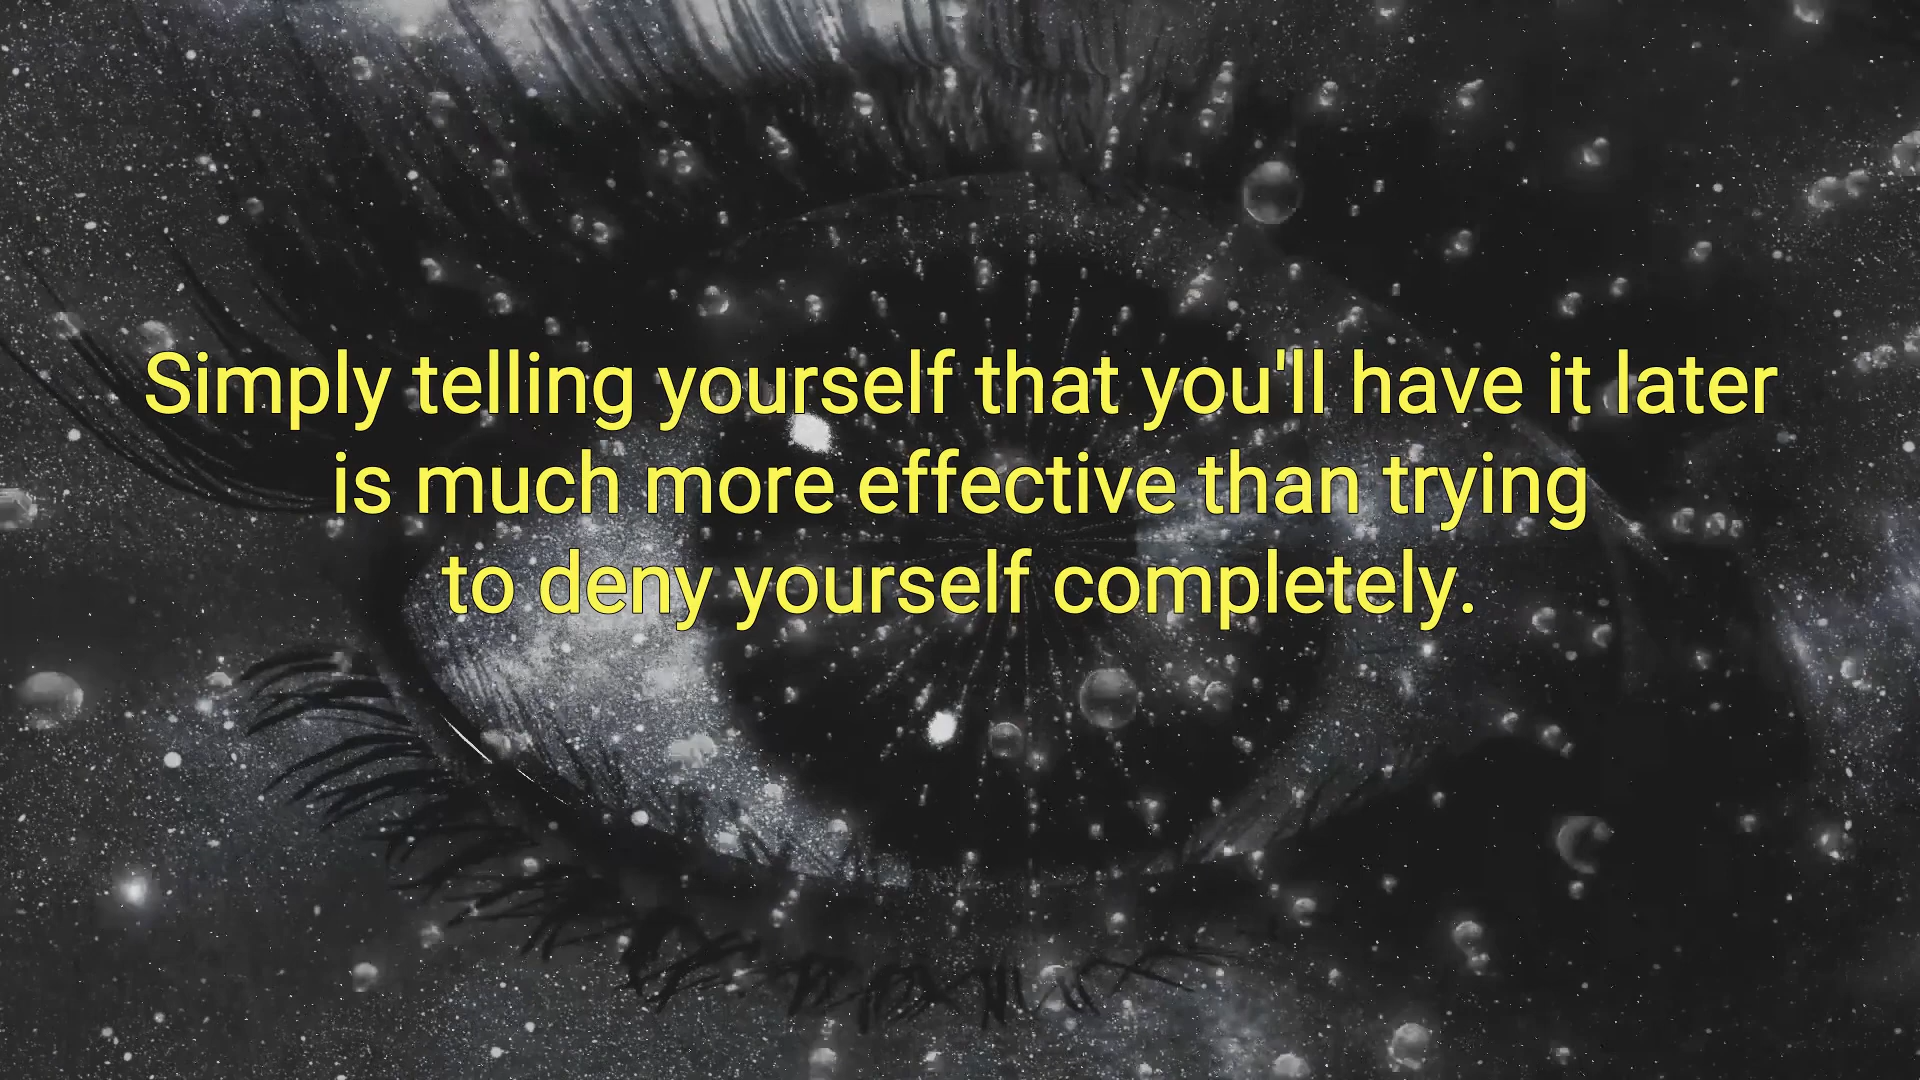 Simply telling yourself that you'll have it later
is much more effective than trying
to deny yourself completely.